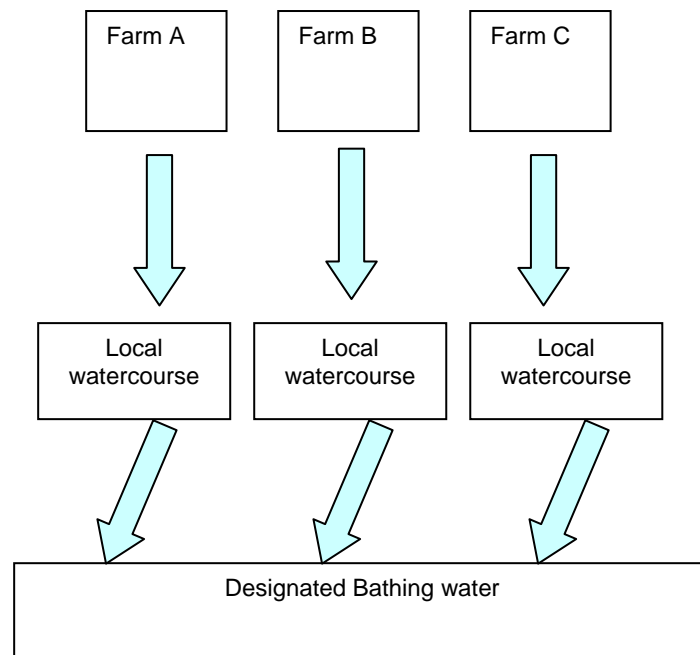 Farm A
Farm B
Farm C
Local
watercourse
Local
watercourse
Local
watercourse
Designated Bathing water